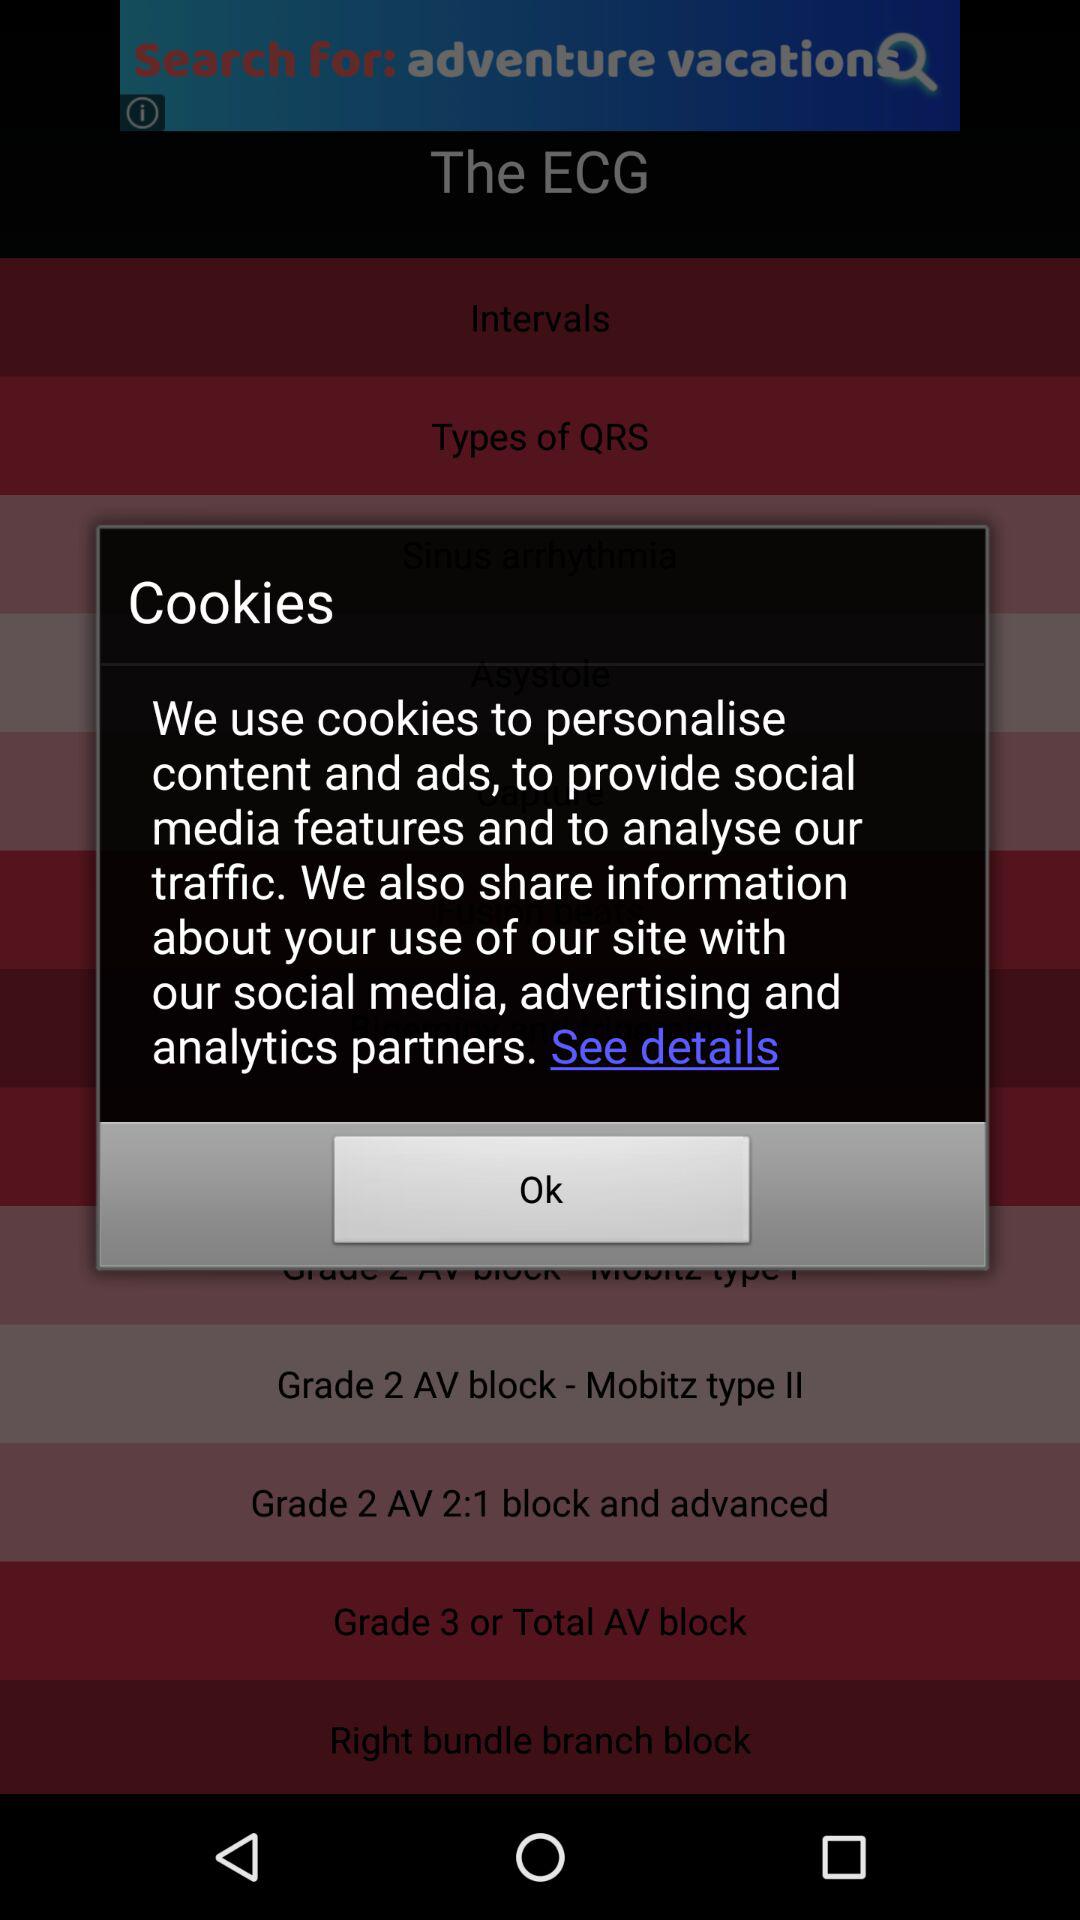 Search for: adventure vacations
The ECG
Intervals
Types of QRS
Sinus arrhythmia
Cookies
Asystole
We use cookies to personalise
content and ads, to provide social
Capture
media features and to analyse our
traffic. We also share information
Fusion beats
about your use of our site with
our social media, advertising and
analytics partners. See details
Ok
Grade 2 AV block - Mobitz type I
Grade 2 AV block - Mobitz type II
Grade 2 AV 2:1 block and advanced
Grade 3 or Total AV block
Right bundle branch block